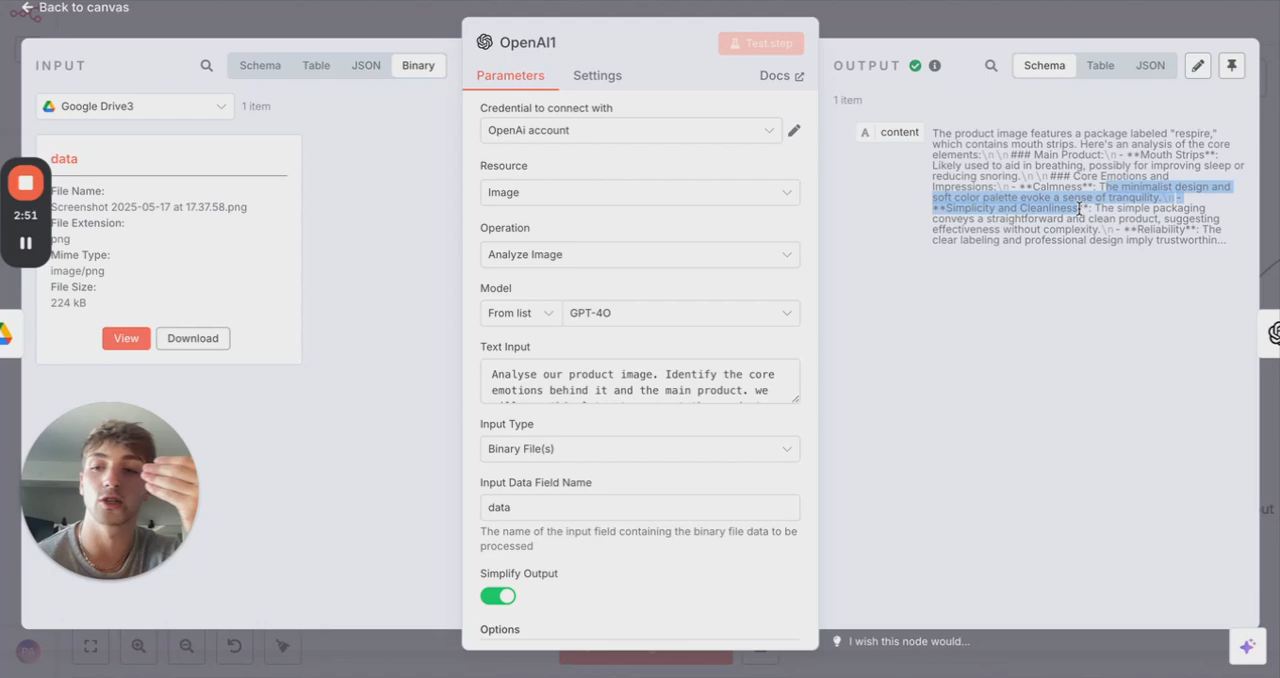 Back to canvas
INPUT
Schema
Table
JSON
Binary
Google Drive3
1 item
data
File Name:
Screenshot 2025-05-17 at 17.37.58.png
File Extension:
png
Mime Type:
image/png
File Size:
224 kB
View
Download
2:51
OpenAI1
Test step
Parameters
Settings
Docs
Credential to connect with
OpenAi account
Resource
Image
Operation
Analyze Image
Model
From list
GPT-4O
Text Input
Analyse our product image. Identify the core
emotions behind it and the main product. we
Input Type
Binary File(s)
Input Data Field Name
data
The name of the input field containing the binary file data to be
processed
Simplify Output
Options
OUTPUT
Schema
Table
JSON
1 item
A content
The product image features a package labeled "respire,"
which contains mouth strips. Here's an analysis of the core
elements:\n\n### Main Product:\n- **Mouth Strips**:
Likely used to aid in breathing, possibly for improving sleep or
reducing snoring.\n\n### Core Emotions and
Impressions:\n- **Calmness**: The minimalist design and
soft color palette evoke a sense of tranquility.\n-
**Simplicity and Cleanliness**: The simple packaging
conveys a straightforward and clean product, suggesting
effectiveness without complexity.\n- **Reliability**: The
clear labeling and professional design imply trustworthin...
I wish this node would...
PA